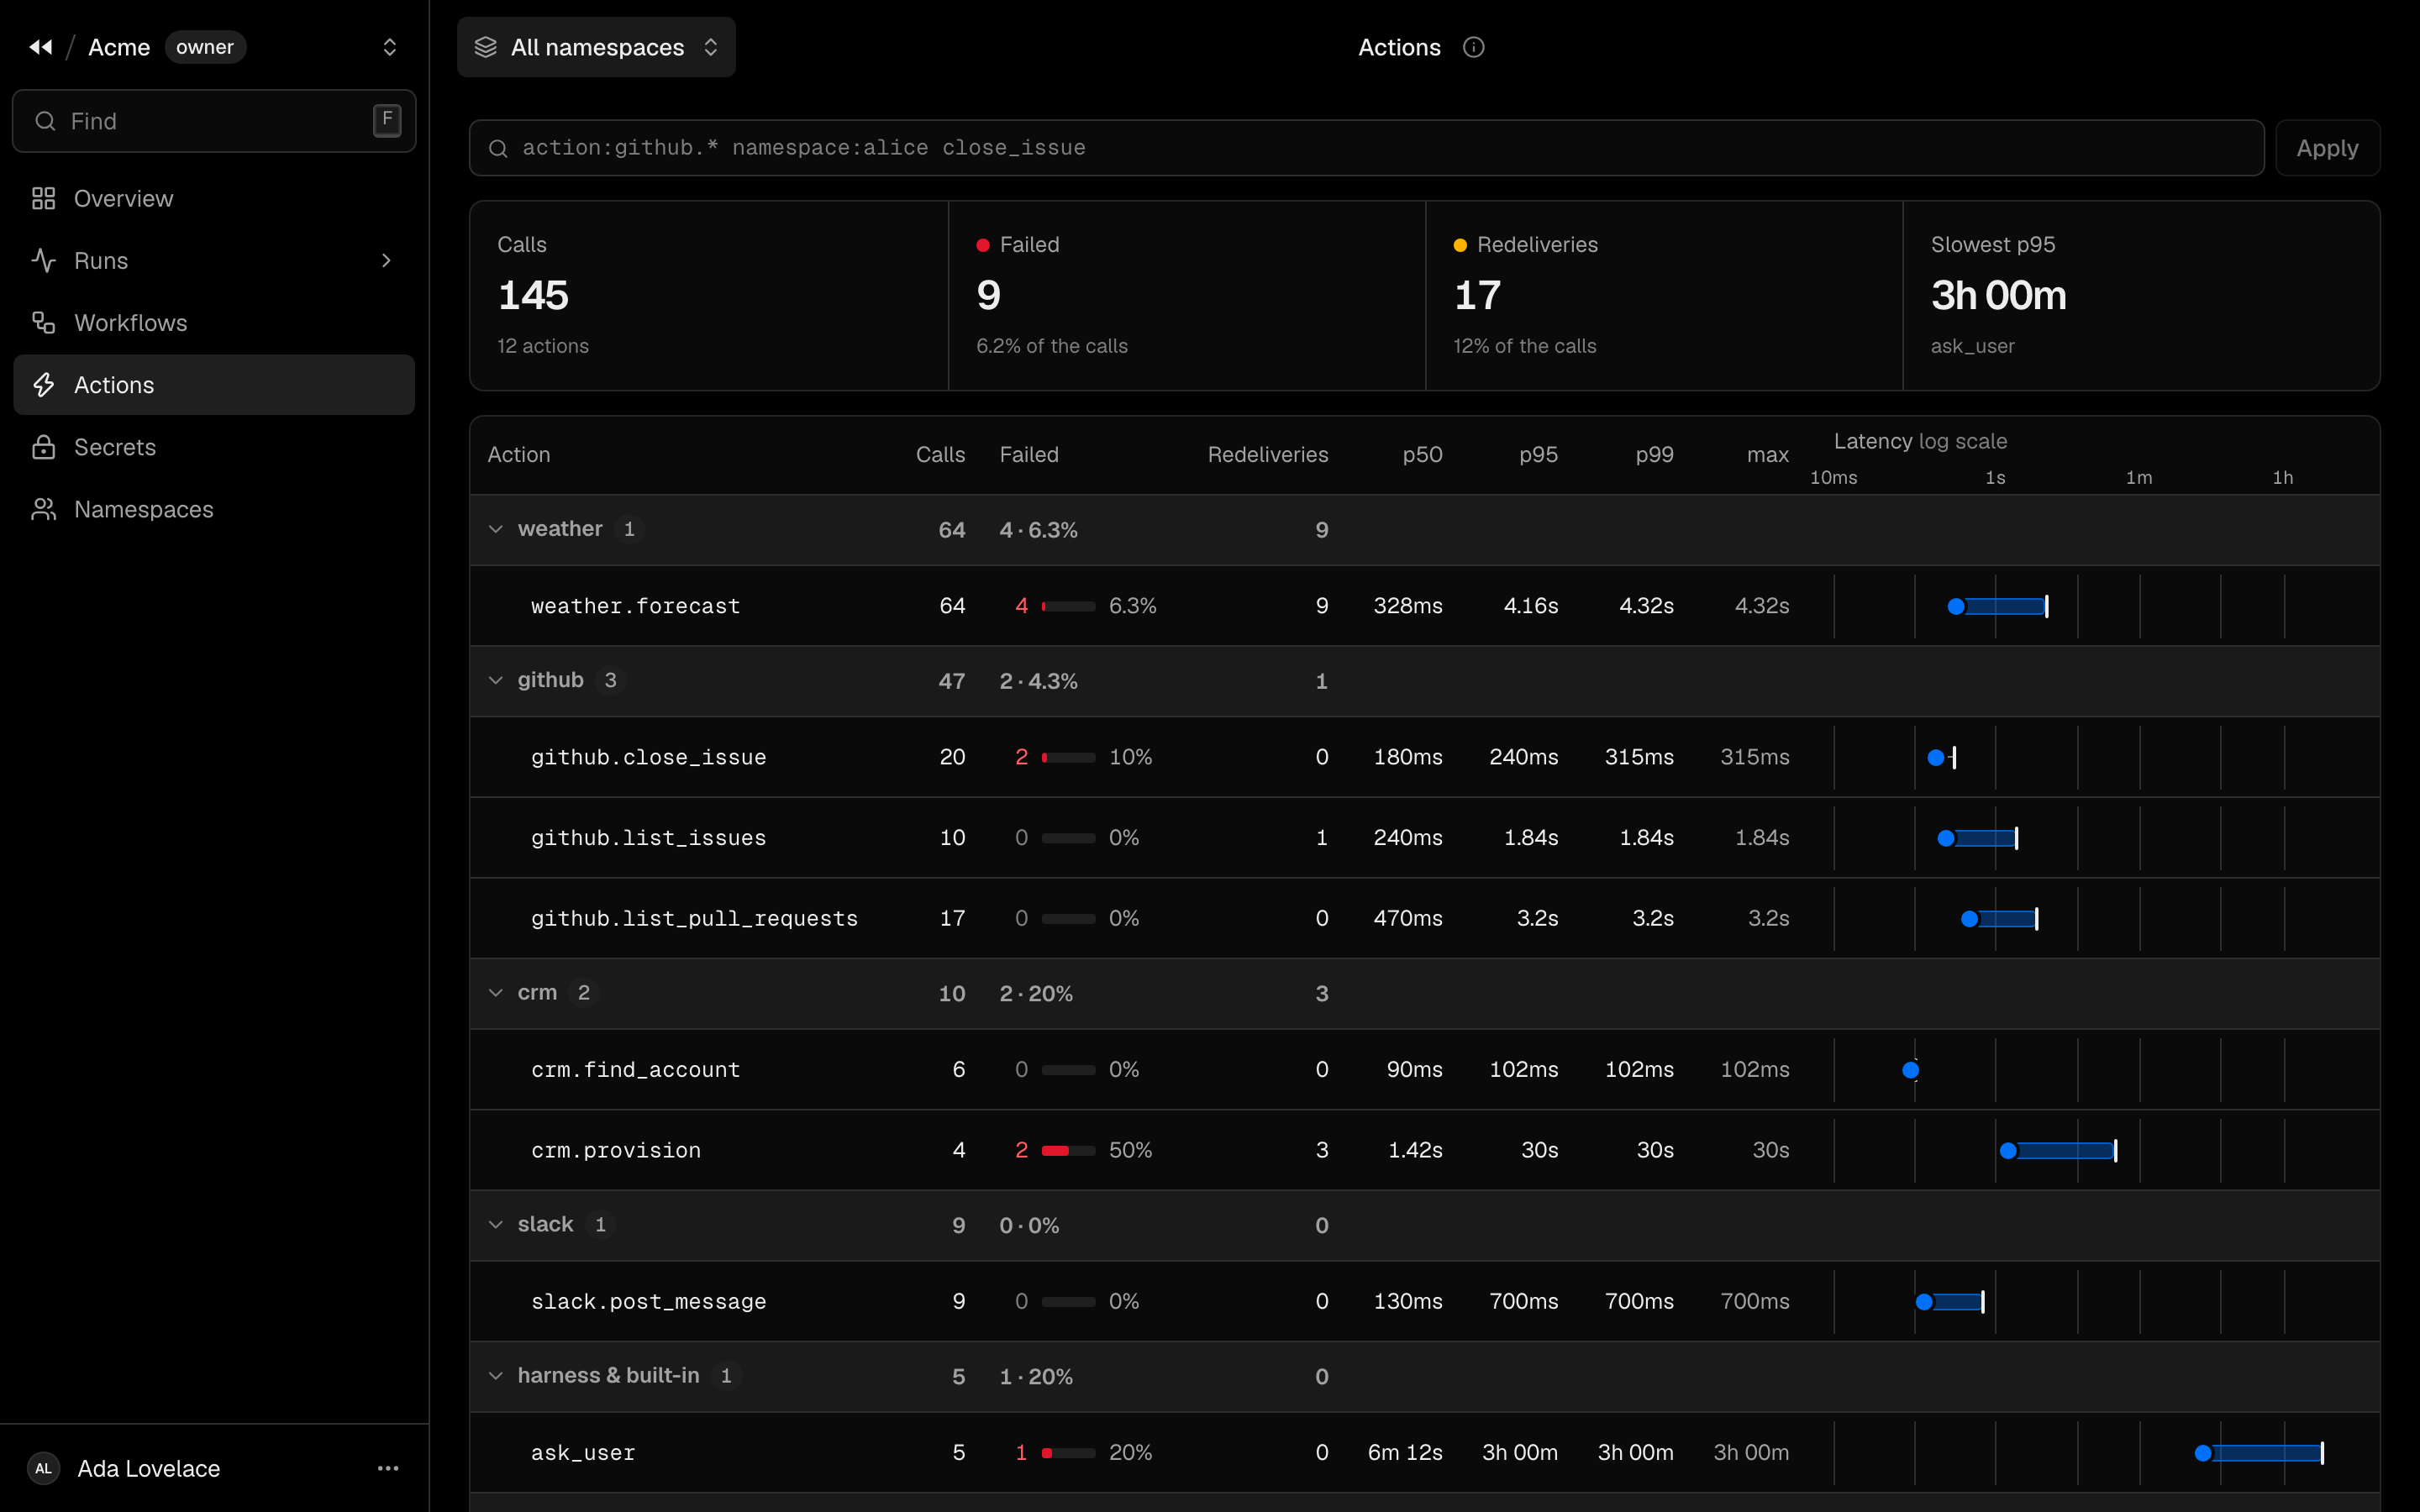 / Acme owner
Find F
Overview
Runs
Workflows
Actions
Secrets
Namespaces
AL Ada Lovelace
All namespaces
Actions
action:github.* namespace:alice close_issue
Apply
Calls
145
12 actions
Failed
9
6.2% of the calls
Redeliveries
17
12% of the calls
Slowest p95
3h 00m
ask_user
Action Calls Failed Redeliveries p50 p95 p99 max Latency log scale
10ms 1s 1m 1h
weather 1 64 4 · 6.3% 9
weather.forecast 64 4 6.3% 9 328ms 4.16s 4.32s 4.32s
github 3 47 2 · 4.3% 1
github.close_issue 20 2 10% 0 180ms 240ms 315ms 315ms
github.list_issues 10 0 0% 1 240ms 1.84s 1.84s 1.84s
github.list_pull_requests 17 0 0% 0 470ms 3.2s 3.2s 3.2s
crm 2 10 2 · 20% 3
crm.find_account 6 0 0% 0 90ms 102ms 102ms 102ms
crm.provision 4 2 50% 3 1.42s 30s 30s 30s
slack 1 9 0 · 0% 0
slack.post_message 9 0 0% 0 130ms 700ms 700ms 700ms
harness & built-in 1 5 1 · 20% 0
ask_user 5 1 20% 0 6m 12s 3h 00m 3h 00m 3h 00m